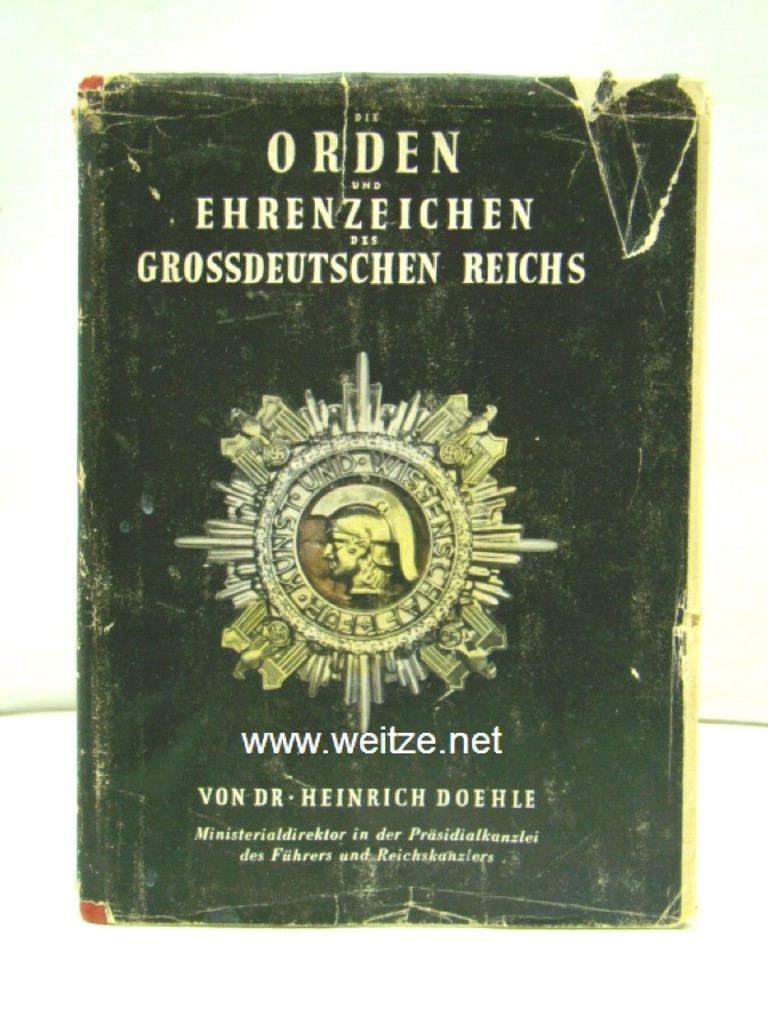 DIE
ORDEN
UND
EHRENZEICHEN
DES
GROSSDEUTSCHEN REICHS
FÜR · KUNST · UND · WISSENSCHAFT
www.weitze.net
VON DR · HEINRICH DOEHLE
Ministerialdirektor in der Präsidialkanzlei
des Führers und Reichskanzlers